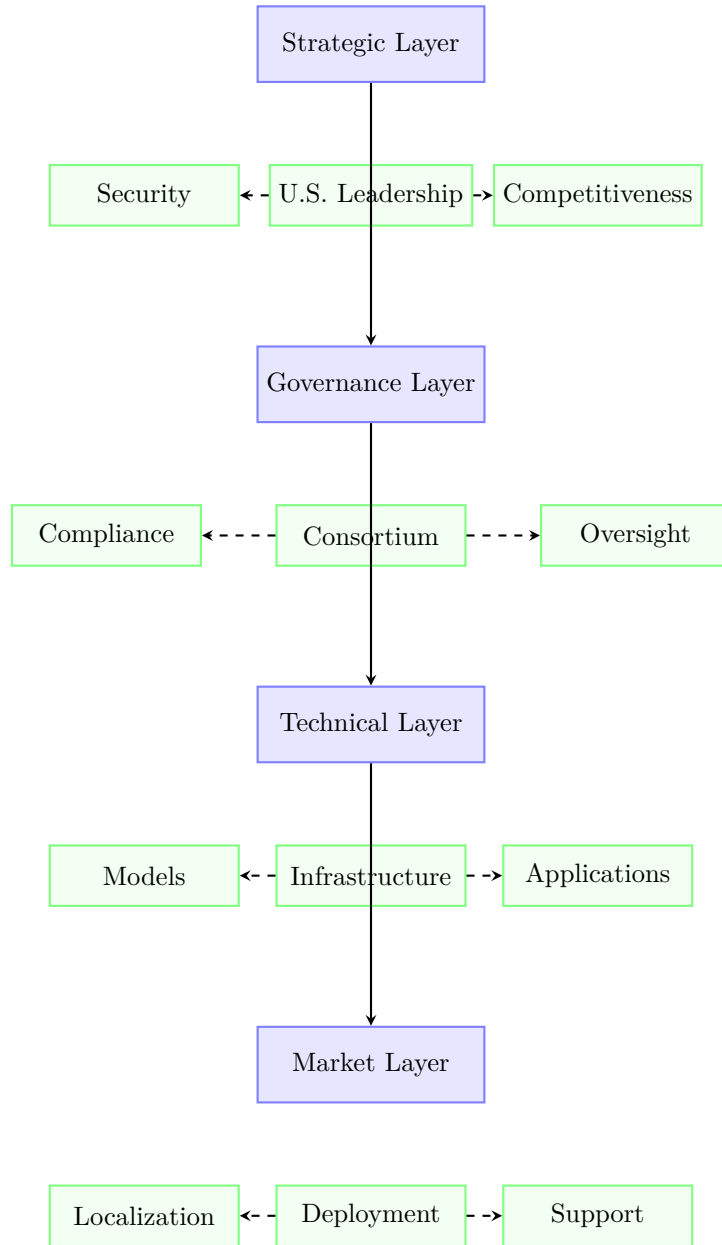 Strategic Layer
Security
U.S. Leadership
Competitiveness
Governance Layer
Compliance
Consortium
Oversight
Technical Layer
Models
Infrastructure
Applications
Market Layer
Localization
Deployment
Support